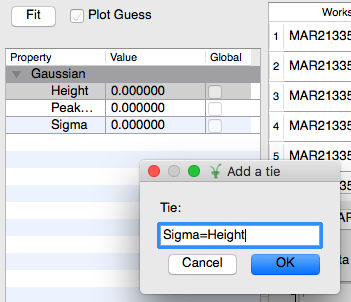 Fit
Plot Guess
Property Value Global
Gaussian
Height 0.000000
Peak... 0.000000
Sigma 0.000000
Works
1 MAR21335
2 MAR21335
3 MAR21335
4 MAR21335
5 MAR21335
Add a tie
Tie:
Sigma=Height
Cancel OK